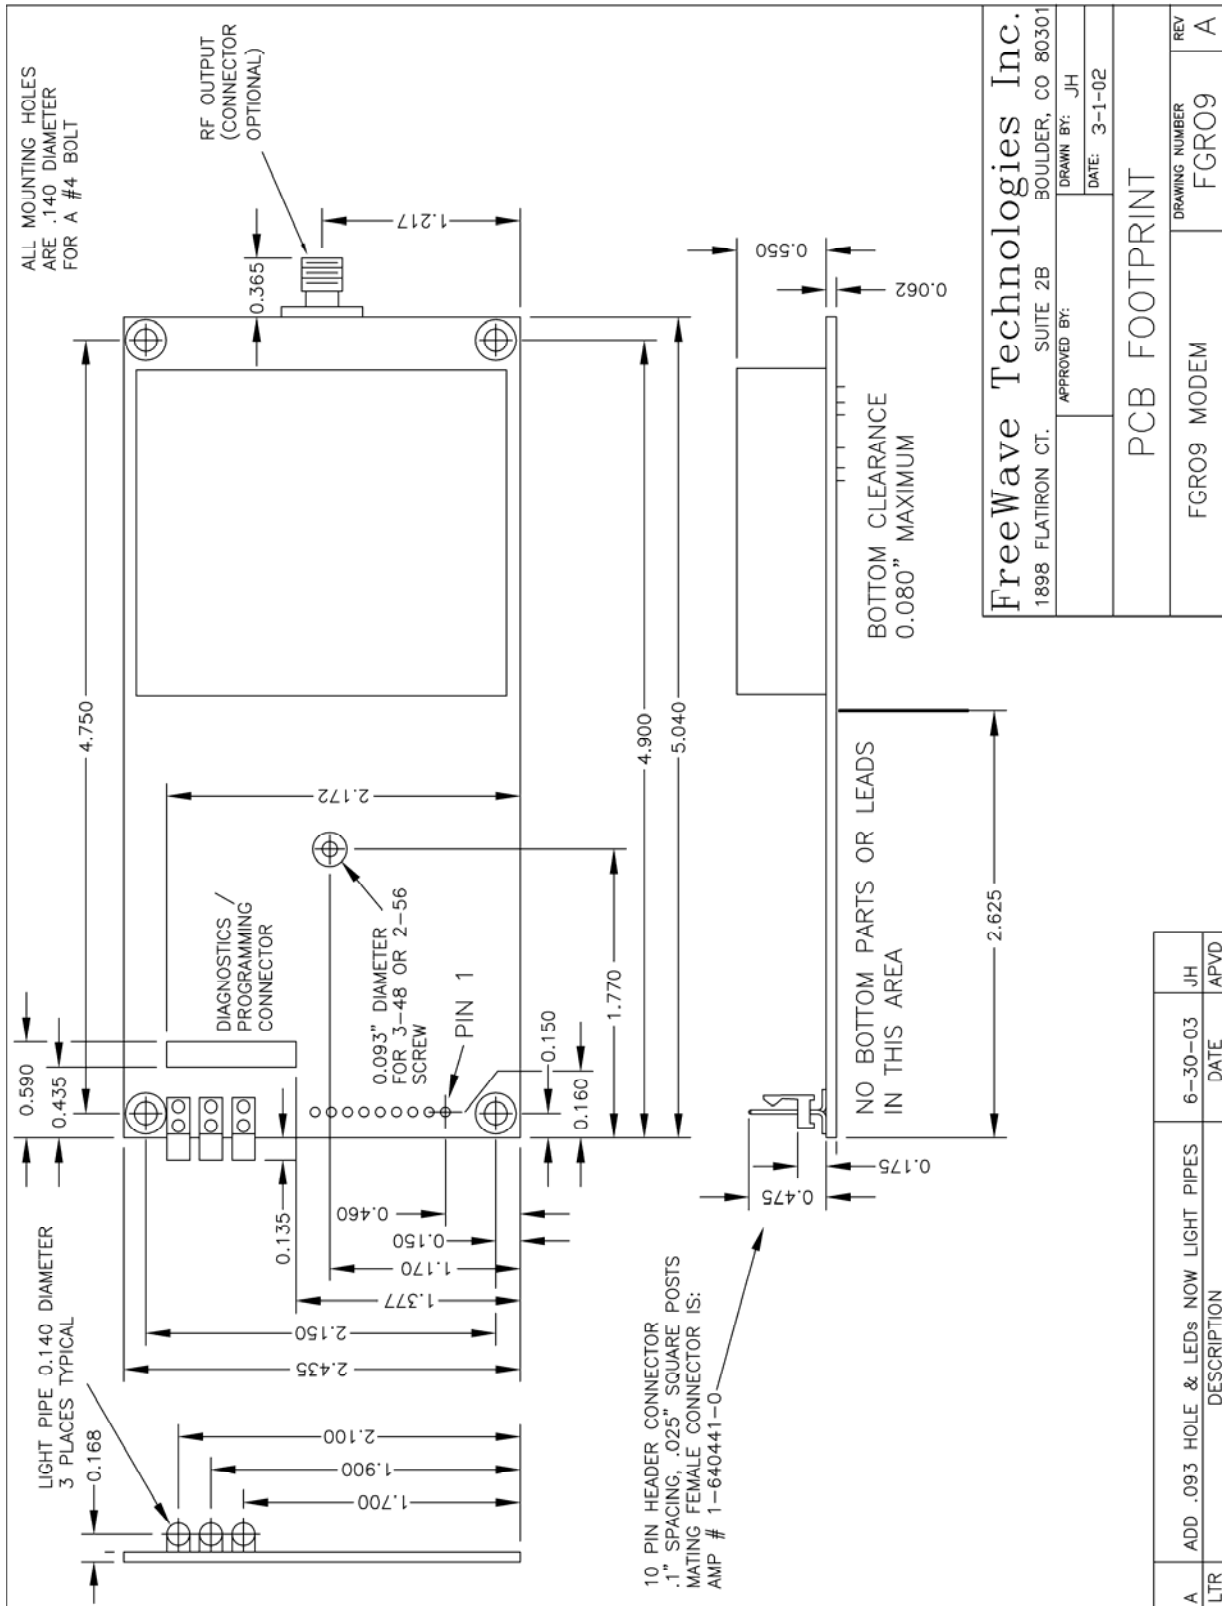 ALL MOUNTING HOLES
ARE .140 DIAMETER
FOR A #4 BOLT
RF OUTPUT
(CONNECTOR
OPTIONAL)
0.365
1.217
4.750
2.172
0.590
0.435
DIAGNOSTICS /
PROGRAMMING
CONNECTOR
0.093" DIAMETER
FOR 3-48 OR 2-56
SCREW
PIN 1
1.770
0.150
0.160
4.900
5.040
0.135
0.460
0.150
1.170
1.377
2.150
2.435
LIGHT PIPE 0.140 DIAMETER
3 PLACES TYPICAL
0.168
2.100
1.900
1.700
10 PIN HEADER CONNECTOR
.1" SPACING, .025" SQUARE POSTS
MATING FEMALE CONNECTOR IS:
AMP # 1-640441-0
0.475
0.175
0.550
0.062
BOTTOM CLEARANCE
0.080" MAXIMUM
NO BOTTOM PARTS OR LEADS
IN THIS AREA
2.625
FreeWave Technologies Inc.
1898 FLATIRON CT. SUITE 2B BOULDER, CO 80301
APPROVED BY:
DRAWN BY: JH
DATE: 3-1-02
PCB FOOTPRINT
FGRO9 MODEM
DRAWING NUMBER
FGRO9
REV
A
A ADD .093 HOLE & LEDs NOW LIGHT PIPES 6-30-03 JH
LTR DESCRIPTION DATE APVD